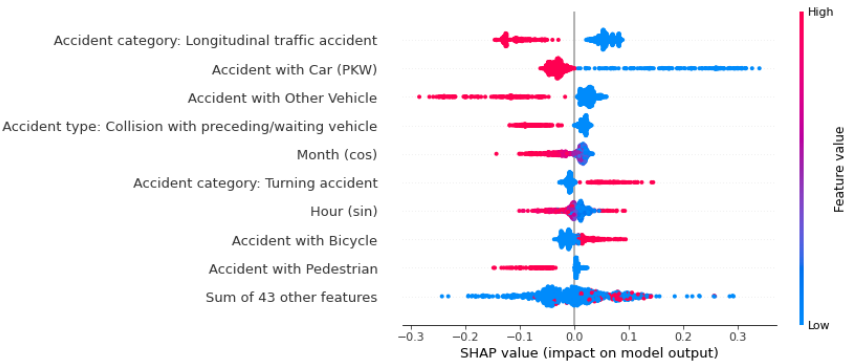 High
Accident category: Longitudinal traffic accident
Accident with Car (PKW)
Accident with Other Vehicle
Accident type: Collision with preceding/waiting vehicle
Month (cos)
Accident category: Turning accident
Hour (sin)
Accident with Bicycle
Accident with Pedestrian
Sum of 43 other features
Feature value
Low
−0.3 −0.2 −0.1 0.0 0.1 0.2 0.3
SHAP value (impact on model output)